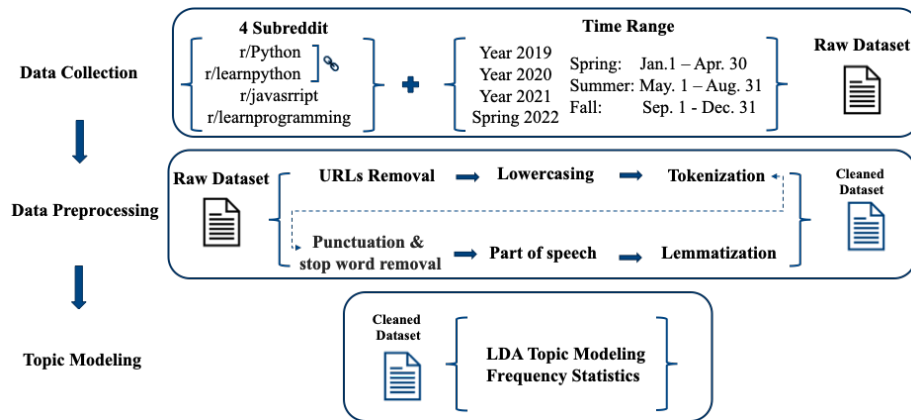 Data Collection
4 Subreddit
r/Python
r/learnpython
r/javasrript
r/learnprogramming
Time Range
Year 2019
Year 2020
Year 2021
Spring 2022
Spring: Jan.1 – Apr. 30
Summer: May. 1 – Aug. 31
Fall: Sep. 1 - Dec. 31
Raw Dataset
Data Preprocessing
Raw Dataset
URLs Removal
Lowercasing
Tokenization
Punctuation &
stop word removal
Part of speech
Lemmatization
Cleaned
Dataset
Topic Modeling
Cleaned
Dataset
LDA Topic Modeling
Frequency Statistics